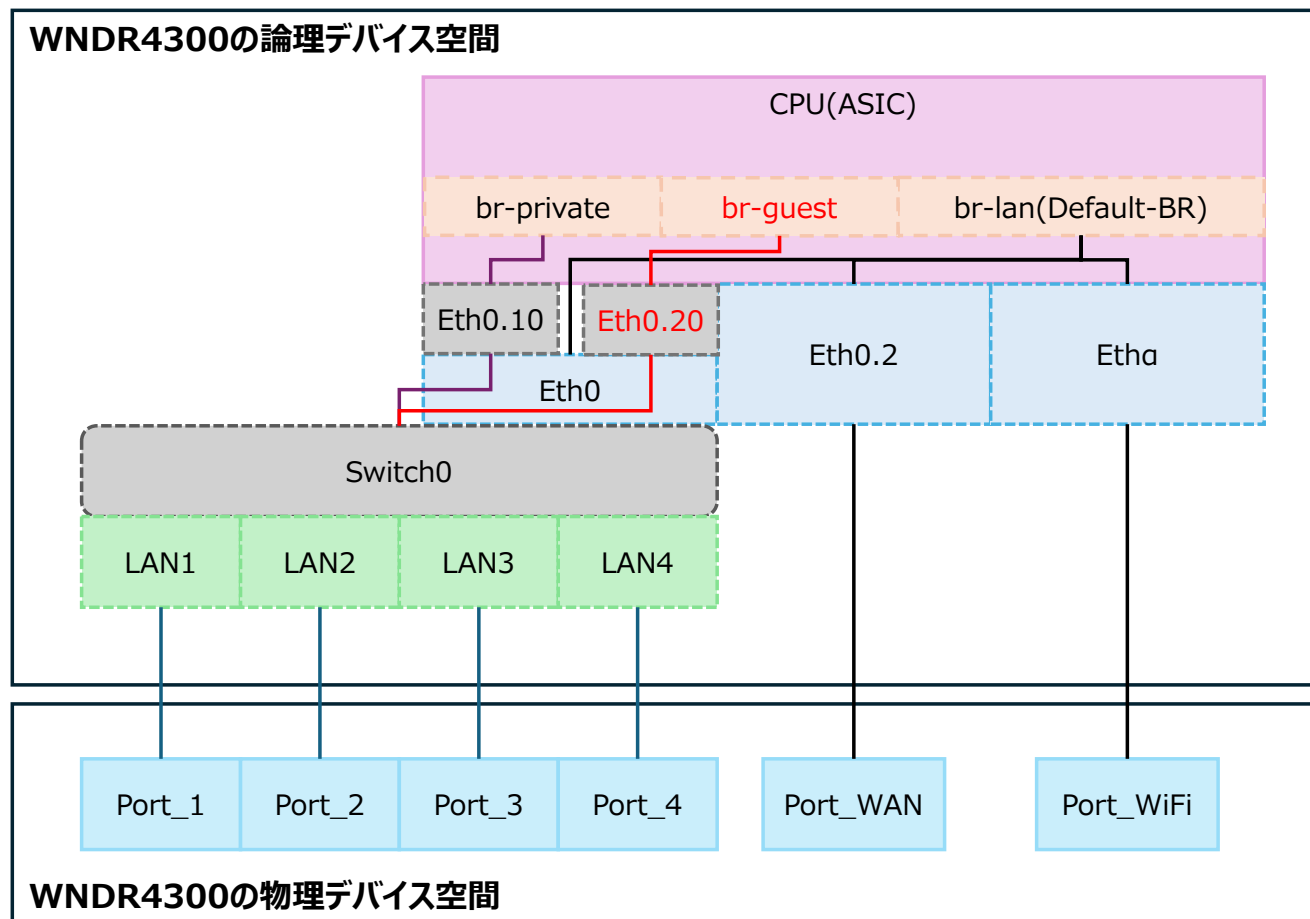 WNDR4300の論理デバイス空間
CPU(ASIC)
br-private
br-guest
br-lan(Default-BR)
Eth0.10
Eth0.20
Eth0.2
Ethα
Eth0
Switch0
LAN1
LAN2
LAN3
LAN4
Port_1
Port_2
Port_3
Port_4
Port_WAN
Port_WiFi
WNDR4300の物理デバイス空間